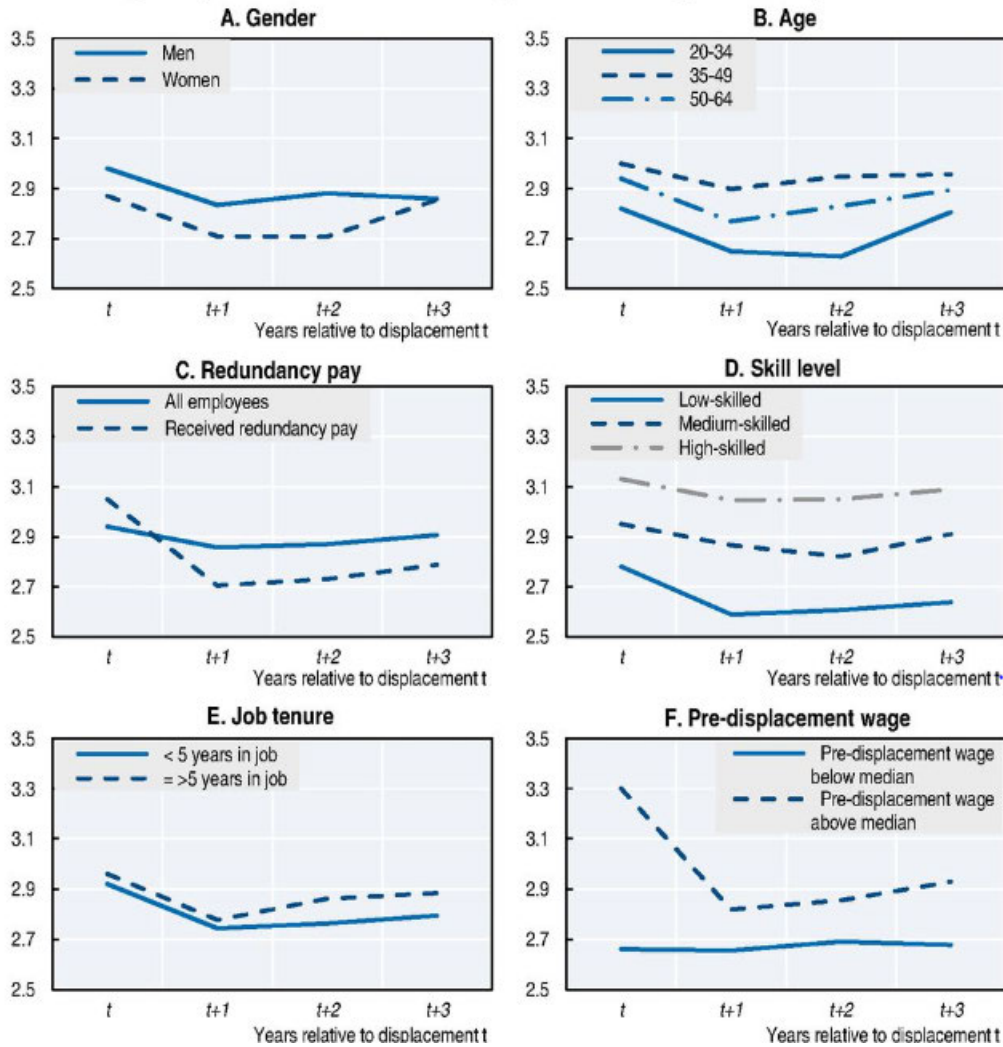 A. Gender
3.5
Men
3.3
Women
3.1
2.9
2.7
2.5
t
t+1
t+2
t+3
Years relative to displacement t
B. Age
3.5
20-34
3.3
35-49
50-64
3.1
2.9
2.7
2.5
t
t+1
t+2
t+3
Years relative to displacement t
C. Redundancy pay
3.5
All employees
3.3
Received redundancy pay
3.1
2.9
2.7
2.5
t
t+1
t+2
t+3
Years relative to displacement t
D. Skill level
3.5
Low-skilled
3.3
Medium-skilled
High-skilled
3.1
2.9
2.7
2.5
t
t+1
t+2
t+3
Years relative to displacement t
E. Job tenure
3.5
< 5 years in job
3.3
= >5 years in job
3.1
2.9
2.7
2.5
t
t+1
t+2
t+3
Years relative to displacement t
F. Pre-displacement wage
3.5
Pre-displacement wage
below median
3.3
Pre-displacement wage
above median
3.1
2.9
2.7
2.5
t
t+1
t+2
t+3
Years relative to displacement t